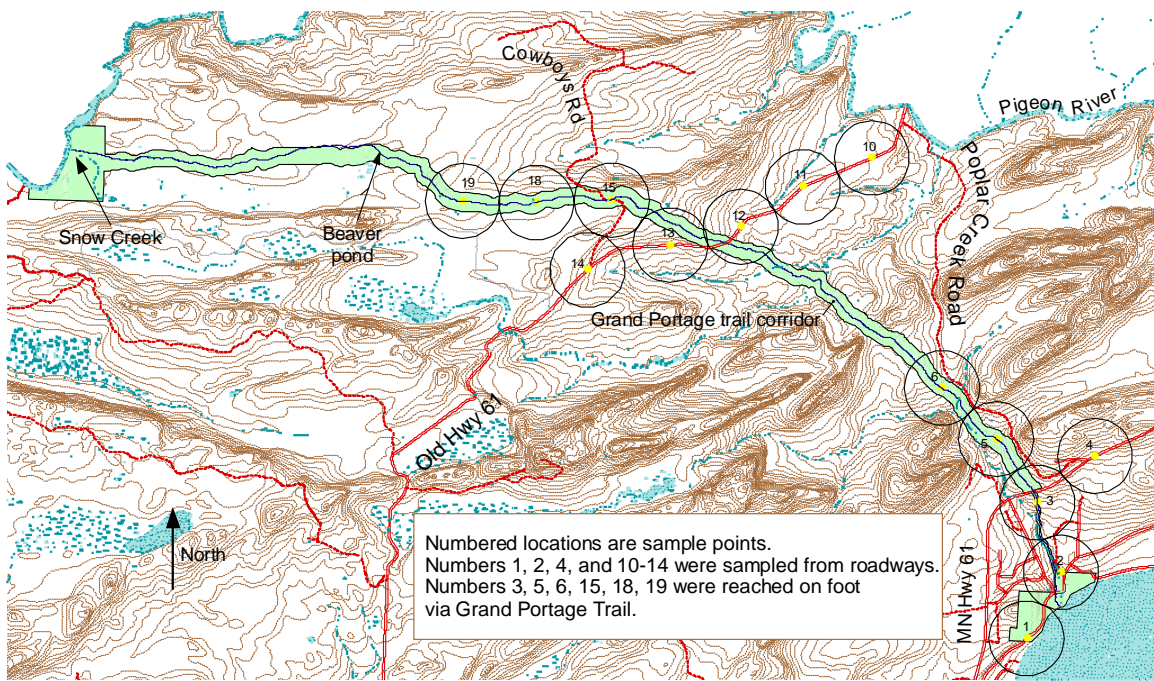 Cowboys Rd
Pigeon River
Poplar Creek Road
10
11
19
18
15
12
13
14
Snow Creek
Beaver
pond
Grand Portage trail corridor
6
5
4
3
2
1
Old Hwy 61
MN Hwy 61
North
Numbered locations are sample points.
Numbers 1, 2, 4, and 10-14 were sampled from roadways.
Numbers 3, 5, 6, 15, 18, 19 were reached on foot
via Grand Portage Trail.